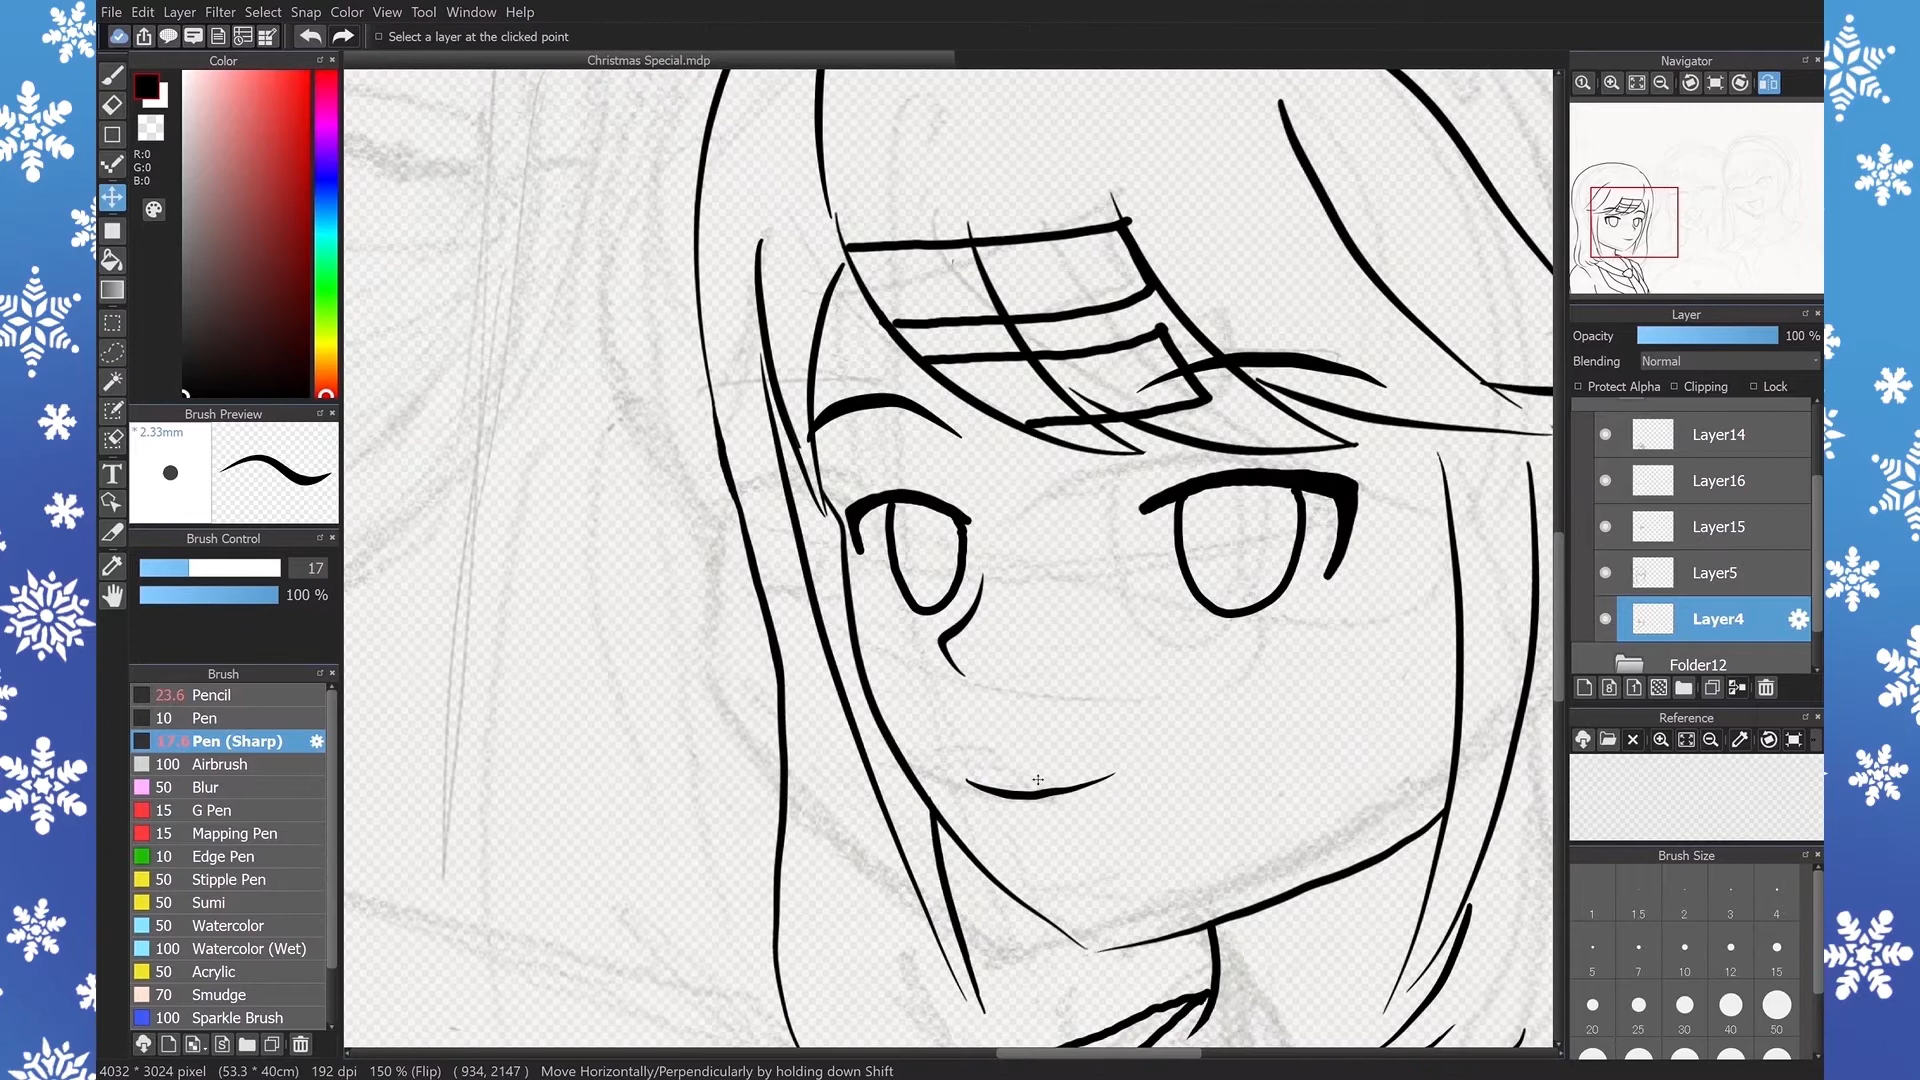 File Edit Layer Filter Select Snap Color View Tool Window Help
Select a layer at the clicked point
Color
Christmas Special.mdp
Navigator
R:0
G:0
B:0
Brush Preview
* 2.33mm
Brush Control
17
100 %
Brush
23.6 Pencil
10 Pen
17.6 Pen (Sharp)
100 Airbrush
50 Blur
15 G Pen
15 Mapping Pen
10 Edge Pen
50 Stipple Pen
50 Sumi
50 Watercolor
100 Watercolor (Wet)
50 Acrylic
70 Smudge
100 Sparkle Brush
Layer
Opacity 100 %
Blending Normal
Protect Alpha Clipping Lock
Layer14
Layer16
Layer15
Layer5
Layer4
Folder12
Reference
Brush Size
1 1.5 2 3 4
5 7 10 12 15
20 25 30 40 50
4032 * 3024 pixel (53.3 * 40cm) 192 dpi 150 % (Flip) ( 934, 2147 ) Move Horizontally/Perpendicularly by holding down Shift